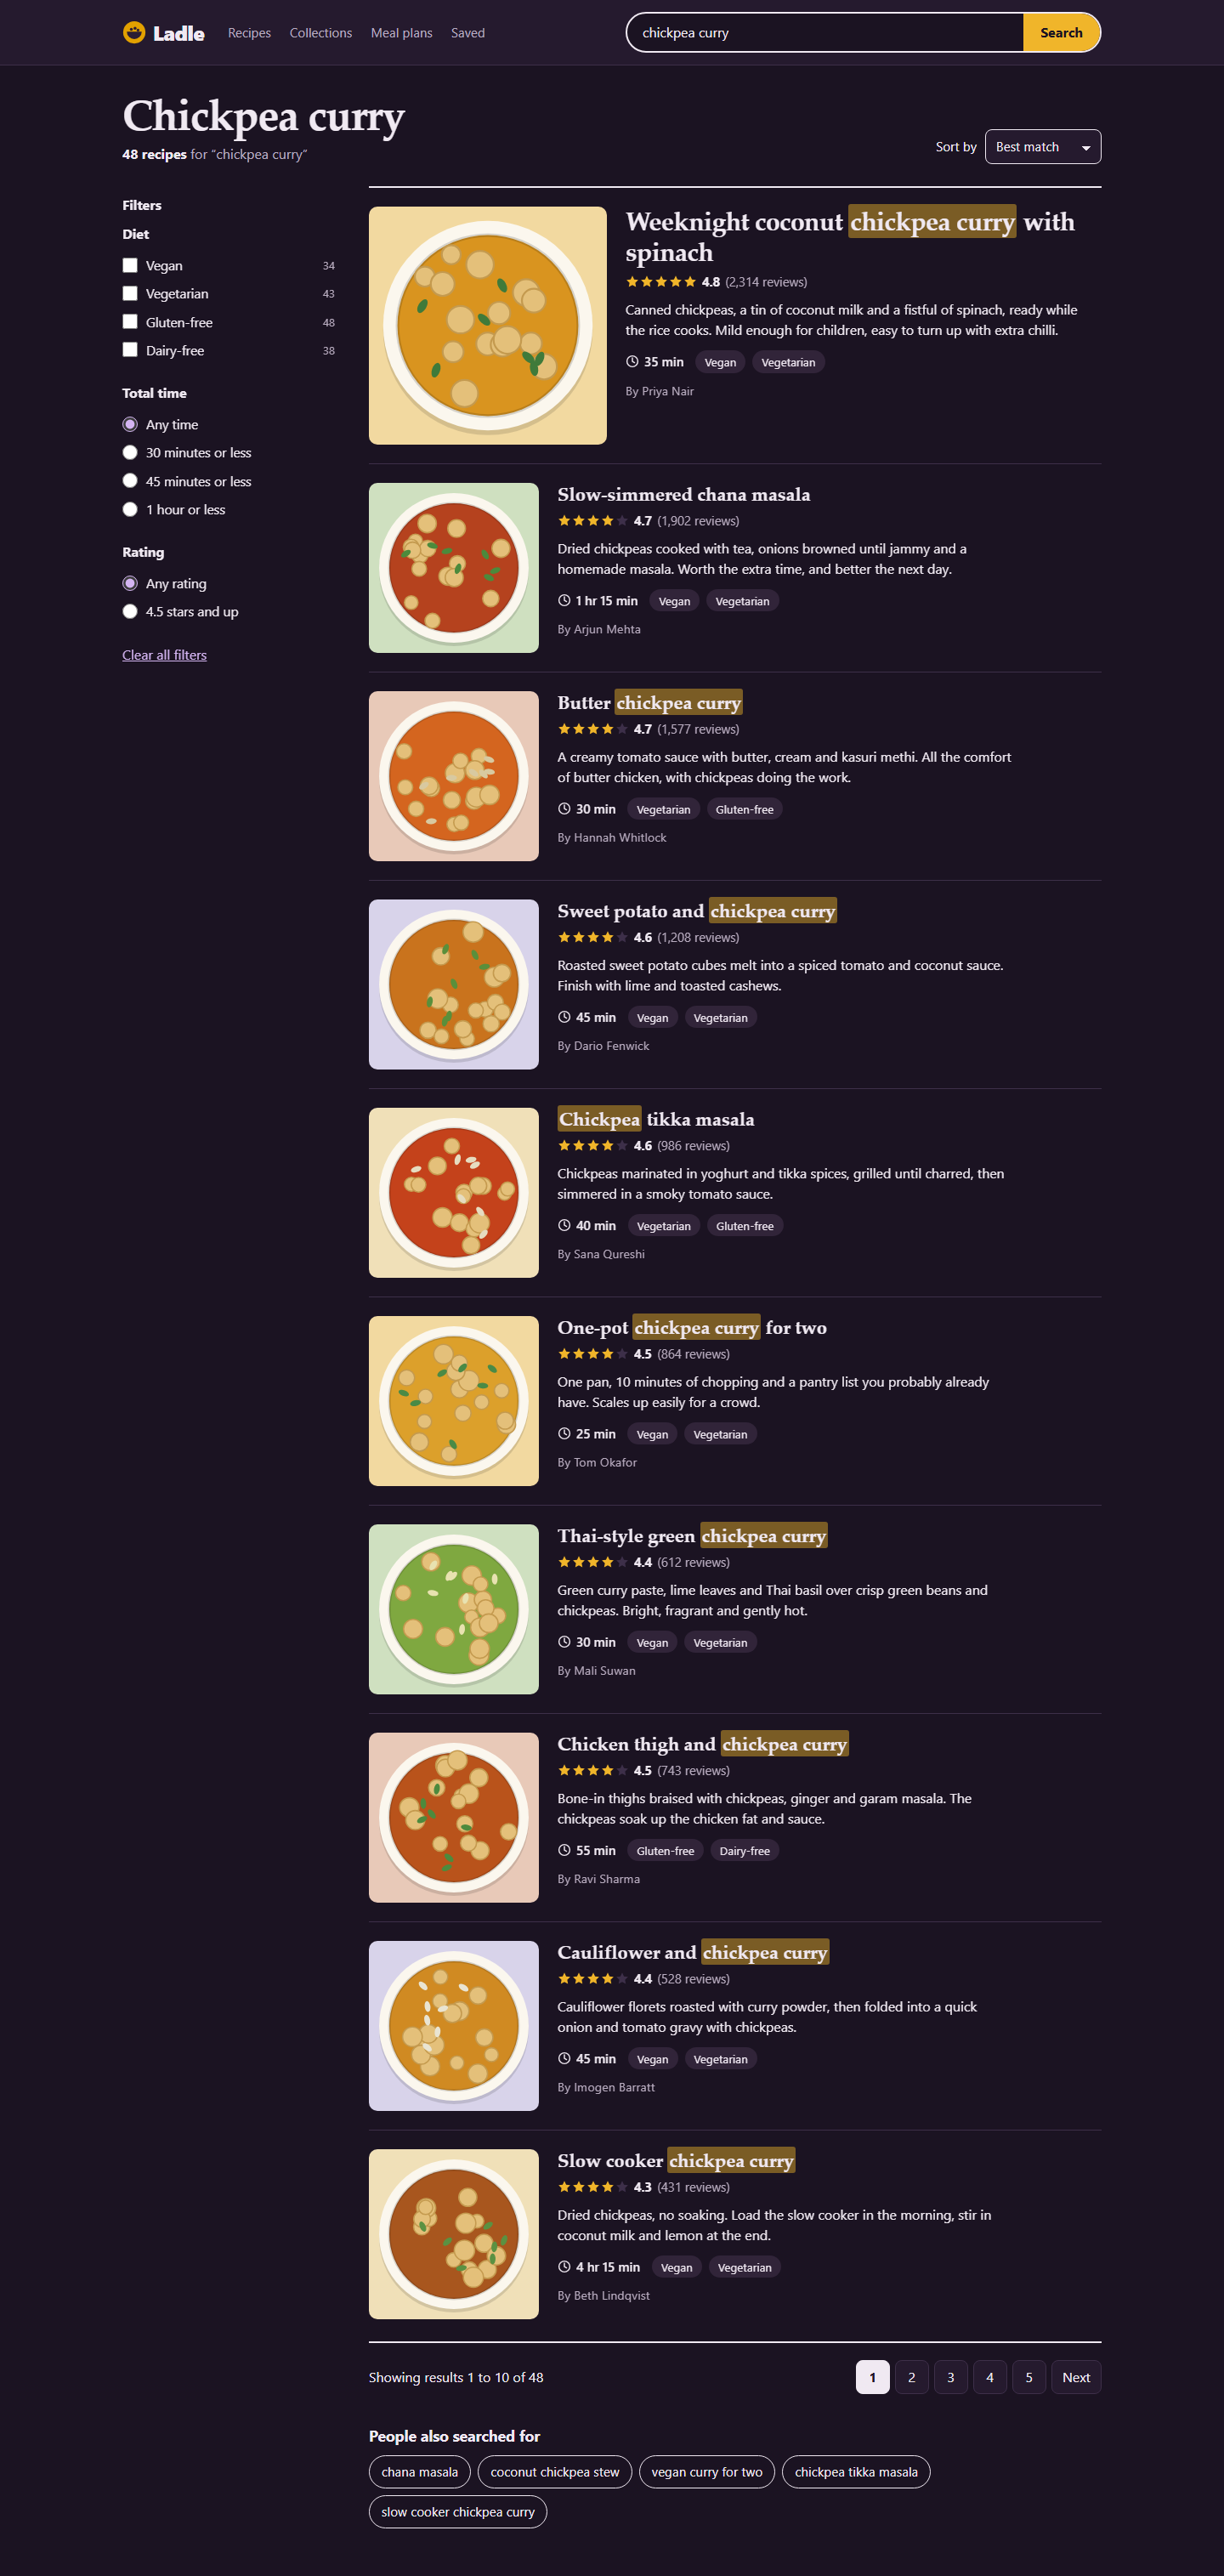 Ladle
Recipes
Collections
Meal plans
Saved
chickpea curry
Search
Chickpea curry
48 recipes for “chickpea curry”
Sort by
Best match
Filters
Diet
Vegan 34
Vegetarian 43
Gluten-free 48
Dairy-free 38
Total time
Any time
30 minutes or less
45 minutes or less
1 hour or less
Rating
Any rating
4.5 stars and up
Clear all filters
Weeknight coconut chickpea curry with
spinach
4.8 (2,314 reviews)
Canned chickpeas, a tin of coconut milk and a fistful of spinach, ready while
the rice cooks. Mild enough for children, easy to turn up with extra chilli.
35 min Vegan Vegetarian
By Priya Nair
Slow-simmered chana masala
4.7 (1,902 reviews)
Dried chickpeas cooked with tea, onions browned until jammy and a
homemade masala. Worth the extra time, and better the next day.
1 hr 15 min Vegan Vegetarian
By Arjun Mehta
Butter chickpea curry
4.7 (1,577 reviews)
A creamy tomato sauce with butter, cream and kasuri methi. All the comfort
of butter chicken, with chickpeas doing the work.
30 min Vegetarian Gluten-free
By Hannah Whitlock
Sweet potato and chickpea curry
4.6 (1,208 reviews)
Roasted sweet potato cubes melt into a spiced tomato and coconut sauce.
Finish with lime and toasted cashews.
45 min Vegan Vegetarian
By Dario Fenwick
Chickpea tikka masala
4.6 (986 reviews)
Chickpeas marinated in yoghurt and tikka spices, grilled until charred, then
simmered in a smoky tomato sauce.
40 min Vegetarian Gluten-free
By Sana Qureshi
One-pot chickpea curry for two
4.5 (864 reviews)
One pan, 10 minutes of chopping and a pantry list you probably already
have. Scales up easily for a crowd.
25 min Vegan Vegetarian
By Tom Okafor
Thai-style green chickpea curry
4.4 (612 reviews)
Green curry paste, lime leaves and Thai basil over crisp green beans and
chickpeas. Bright, fragrant and gently hot.
30 min Vegan Vegetarian
By Mali Suwan
Chicken thigh and chickpea curry
4.5 (743 reviews)
Bone-in thighs braised with chickpeas, ginger and garam masala. The
chickpeas soak up the chicken fat and sauce.
55 min Gluten-free Dairy-free
By Ravi Sharma
Cauliflower and chickpea curry
4.4 (528 reviews)
Cauliflower florets roasted with curry powder, then folded into a quick
onion and tomato gravy with chickpeas.
45 min Vegan Vegetarian
By Imogen Barratt
Slow cooker chickpea curry
4.3 (431 reviews)
Dried chickpeas, no soaking. Load the slow cooker in the morning, stir in
coconut milk and lemon at the end.
4 hr 15 min Vegan Vegetarian
By Beth Lindqvist
Showing results 1 to 10 of 48
1 2 3 4 5 Next
People also searched for
chana masala
coconut chickpea stew
vegan curry for two
chickpea tikka masala
slow cooker chickpea curry